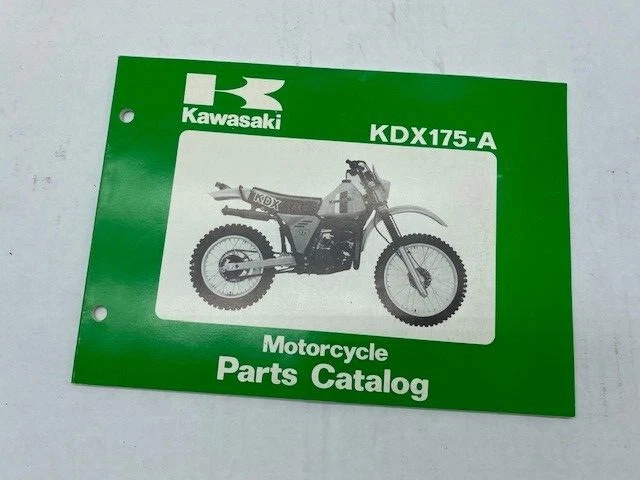 Kawasaki
KDX175-A
KDX
Motorcycle
Parts Catalog